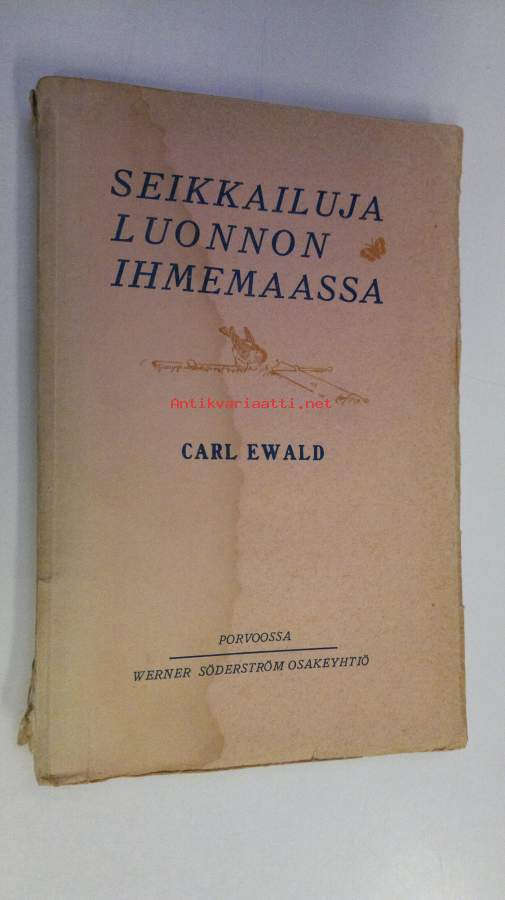 SEIKKAILUJA
LUONNON
IHMEMAASSA
Antikvariaatti.net
CARL EWALD
PORVOOSSA
WERNER SÖDERSTRÖM OSAKEYHTIÖ